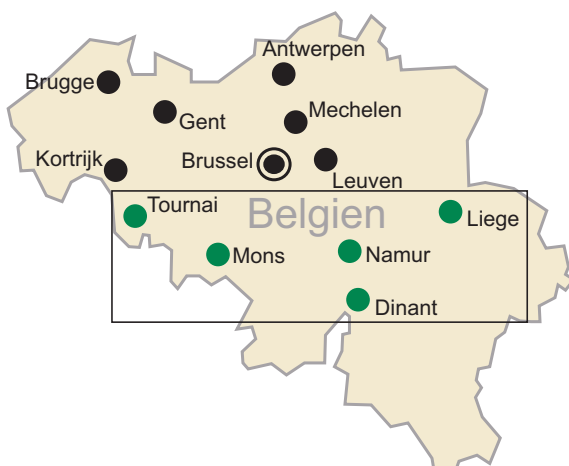 Antwerpen
Brugge
Mechelen
Gent
Brussel
Kortrijk
Leuven
Tournai
Belgien
Liege
Mons
Namur
Dinant